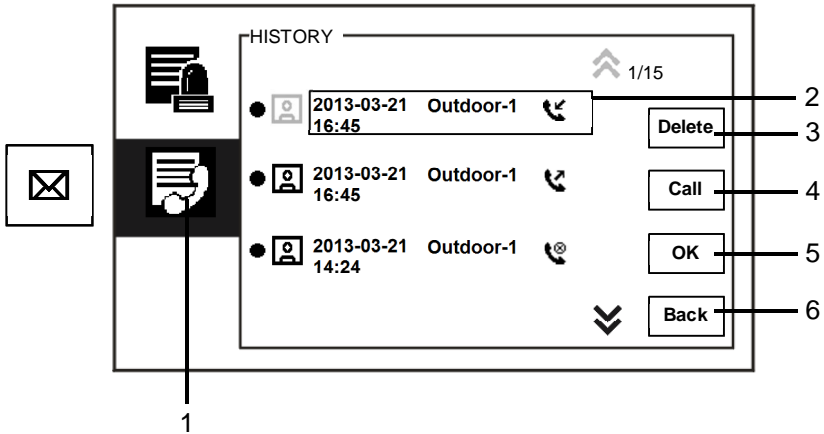 HISTORY
1/15
2013-03-21 Outdoor-1
16:45
2
Delete
3
2013-03-21 Outdoor-1
16:45
Call
4
2013-03-21 Outdoor-1
14:24
OK
5
Back
6
1